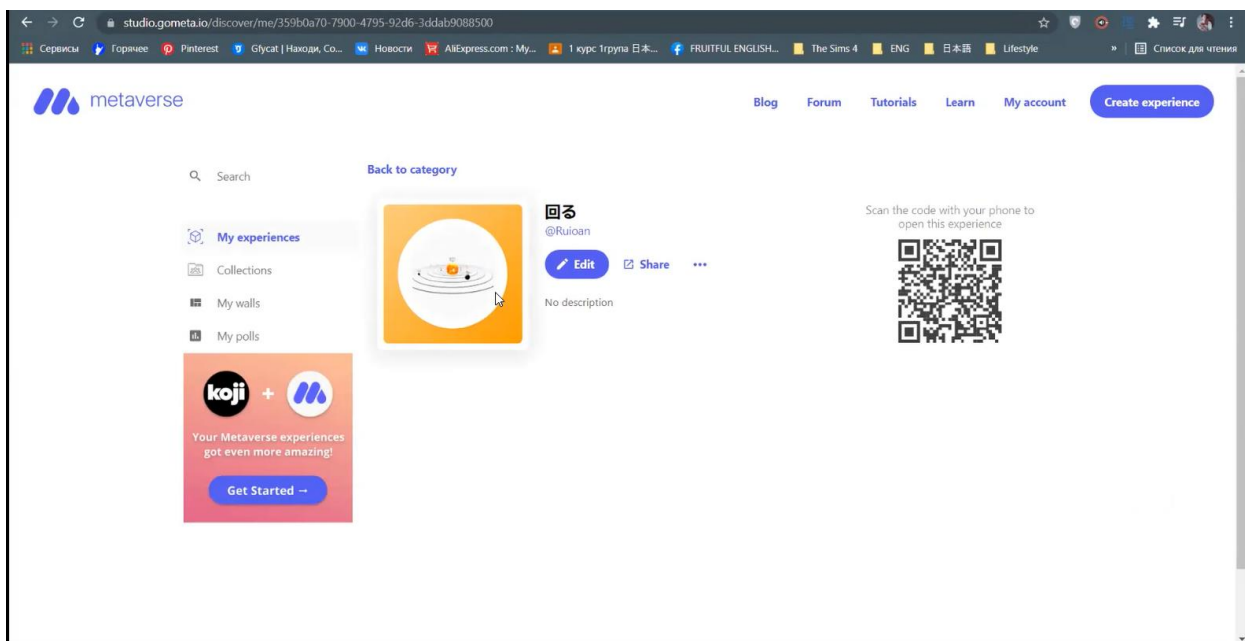 studio.gometa.io/discover/me/359b0a70-7900-4795-92d6-3ddab9088500
Сервисы Горячее Pinterest Gfycat | Находи, Со... Новости AliExpress.com : My... 1 курс 1группа 日本... FRUITFUL ENGLISH... The Sims 4 ENG 日本語 Lifestyle » Список для чтения
metaverse Blog Forum Tutorials Learn My account Create experience
Search
My experiences
Collections
My walls
My polls
koji +
Your Metaverse experiences
got even more amazing!
Get Started →
Back to category
回る
@Ruioan
Edit Share ...
No description
Scan the code with your phone to
open this experience